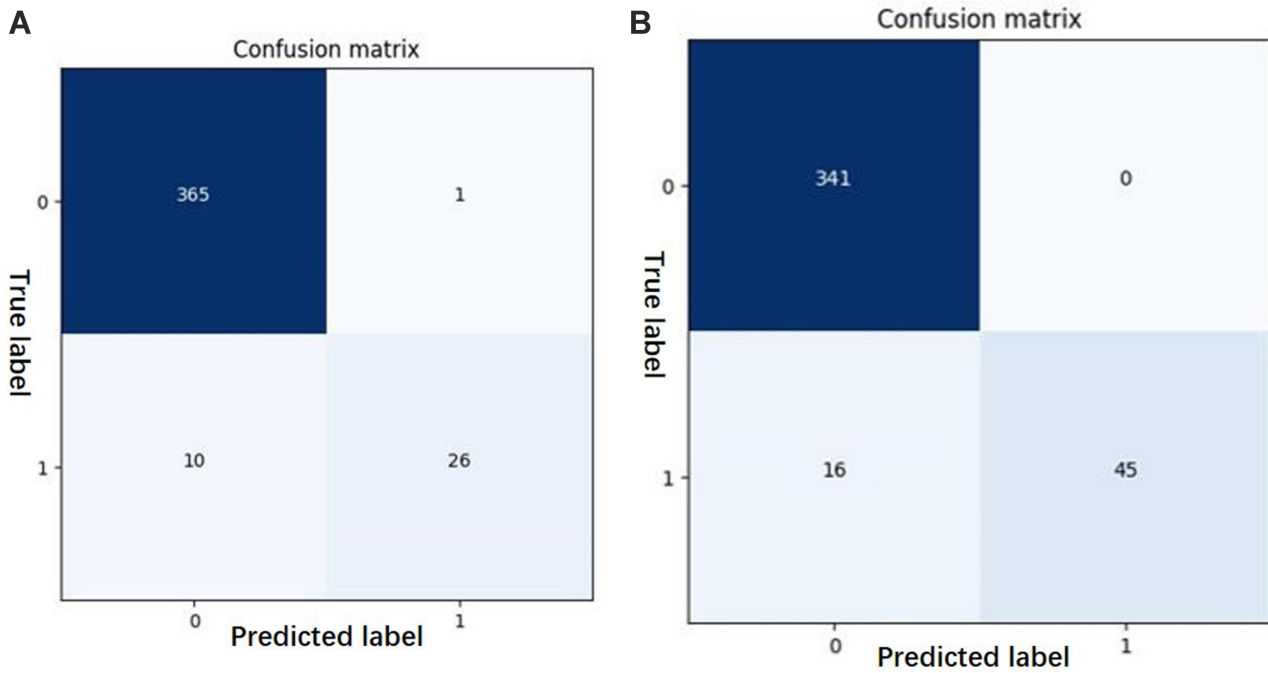 A
Confusion matrix
True label
0
365
1
1
10
26
0
1
Predicted label
B
Confusion matrix
True label
0
341
0
1
16
45
0
1
Predicted label